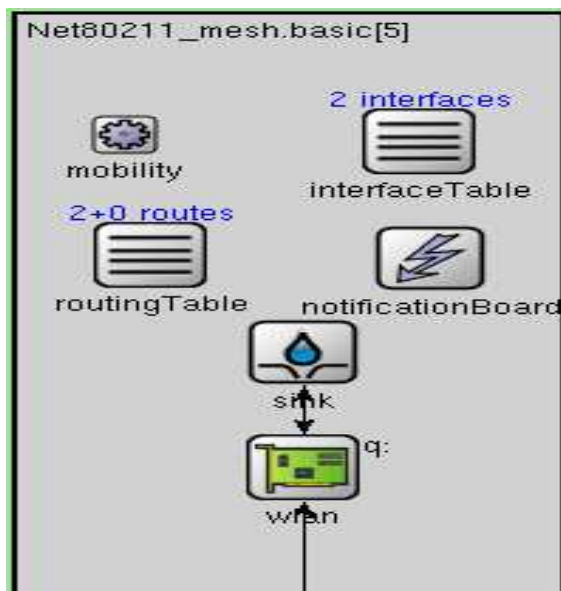 Net80211_mesh.basic[5]
2 interfaces
mobility
interfaceTable
2+0 routes
routingTable
notificationBoard
sink
q:
wlan